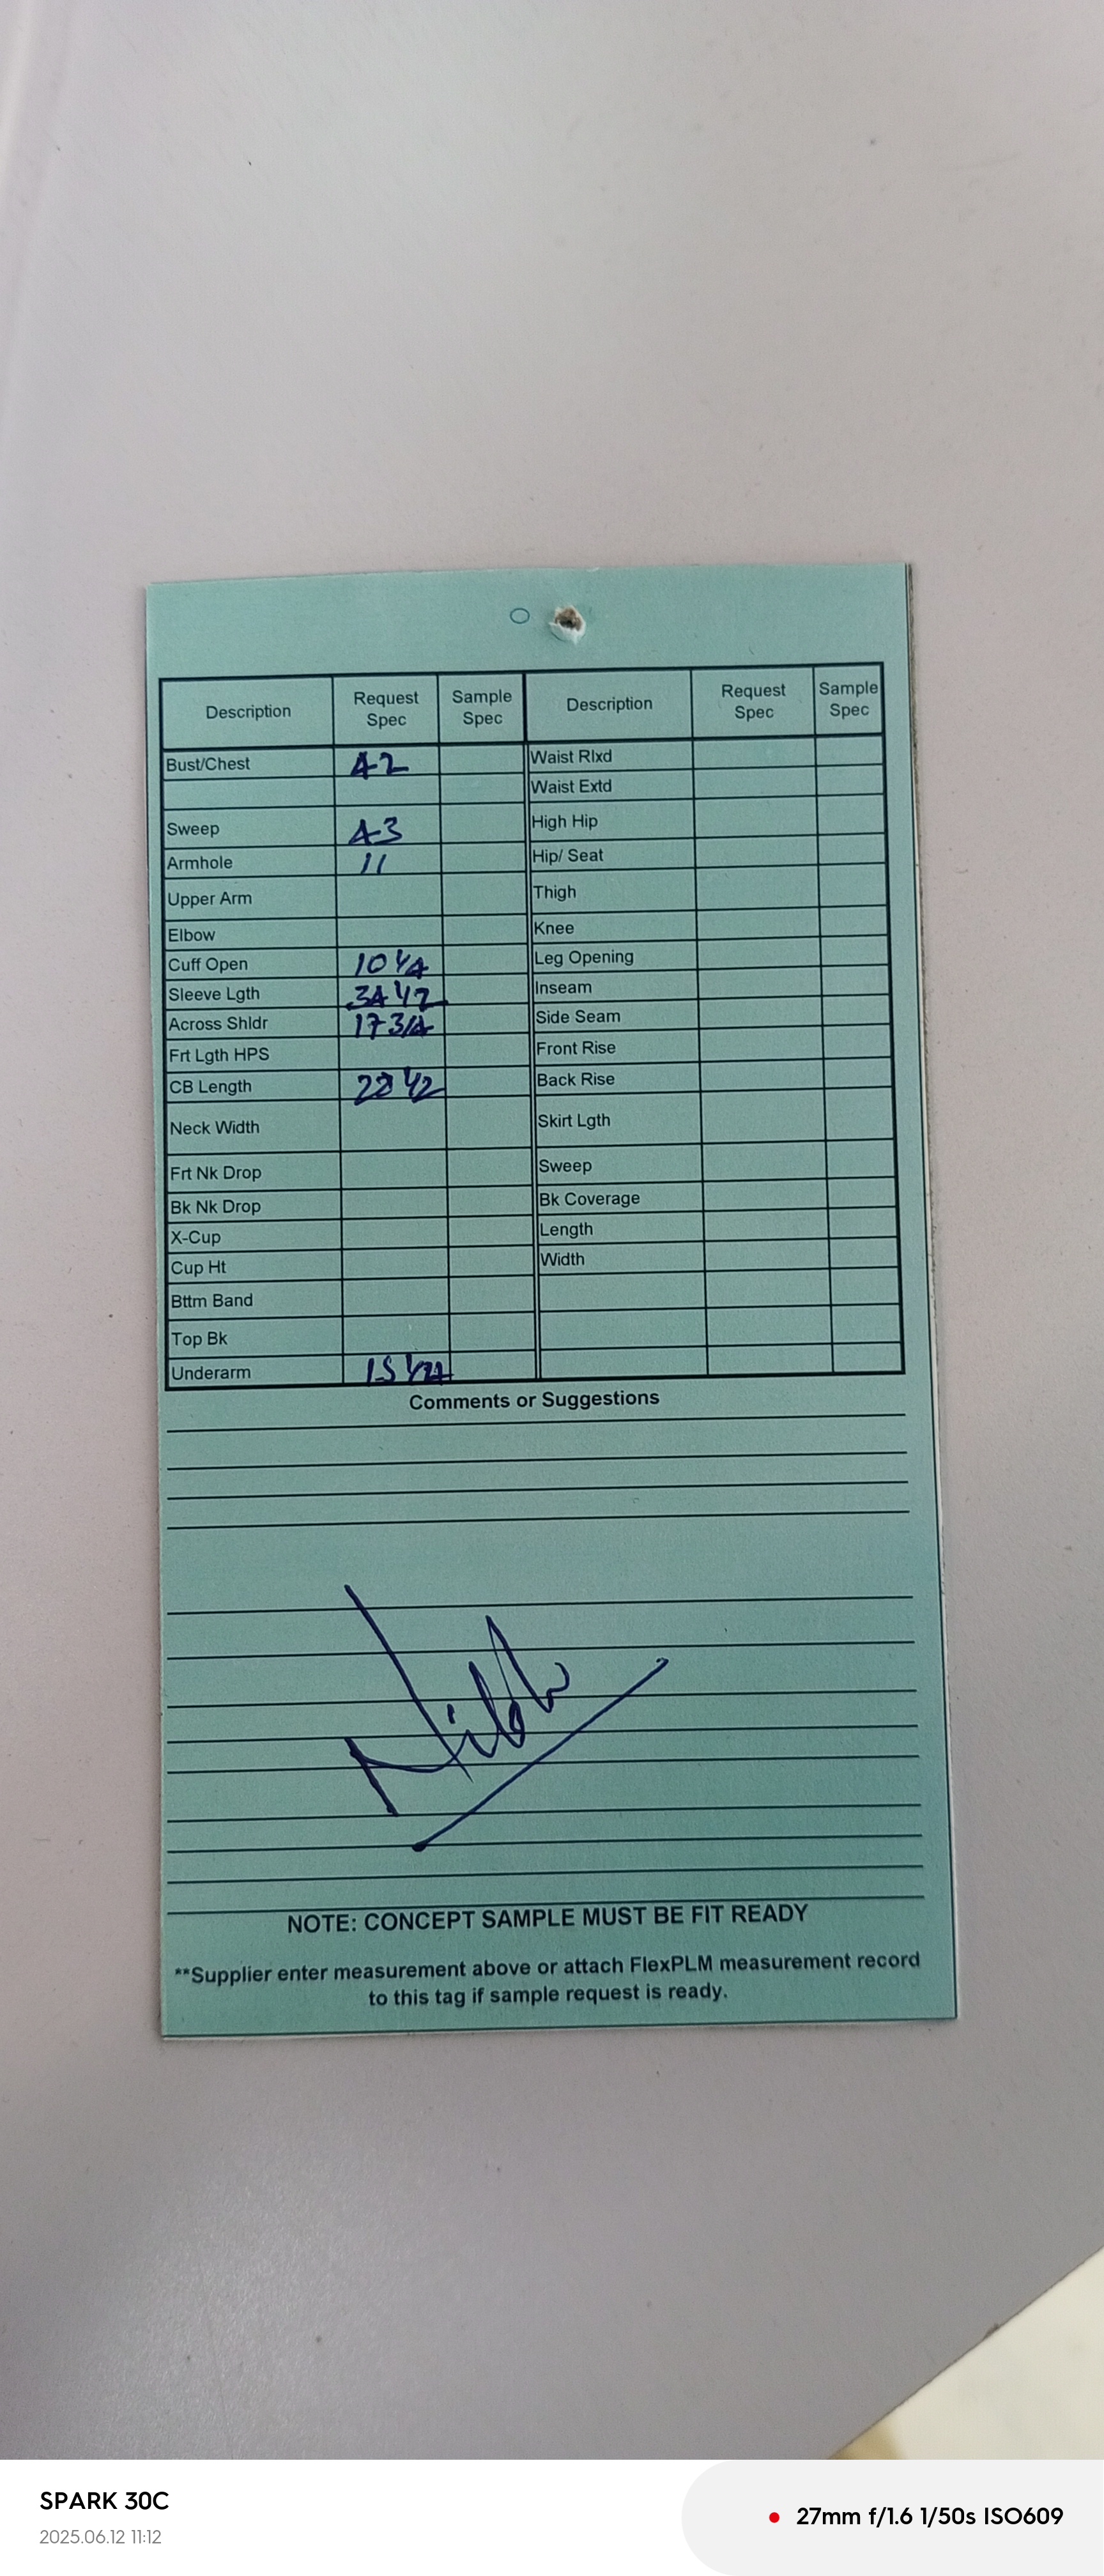 Description Request Spec Sample Spec Description Request Spec Sample Spec
Bust/Chest 42 Waist Rlxd
Waist Extd
Sweep 43 High Hip
Armhole 11 Hip/ Seat
Upper Arm Thigh
Elbow Knee
Cuff Open 10 1/4 Leg Opening
Sleeve Lgth 34 1/2 Inseam
Across Shldr 17 3/4 Side Seam
Frt Lgth HPS Front Rise
CB Length 1/2 Back Rise
Neck Width Skirt Lgth
Frt Nk Drop Sweep
Bk Nk Drop Bk Coverage
X-Cup Length
Cup Ht Width
Bttm Band
Top Bk
Underarm 15
Comments or Suggestions
NOTE: CONCEPT SAMPLE MUST BE FIT READY
**Supplier enter measurement above or attach FlexPLM measurement record
to this tag if sample request is ready.
SPARK 30C
2025.06.12 11:12
27mm f/1.6 1/50s ISO609